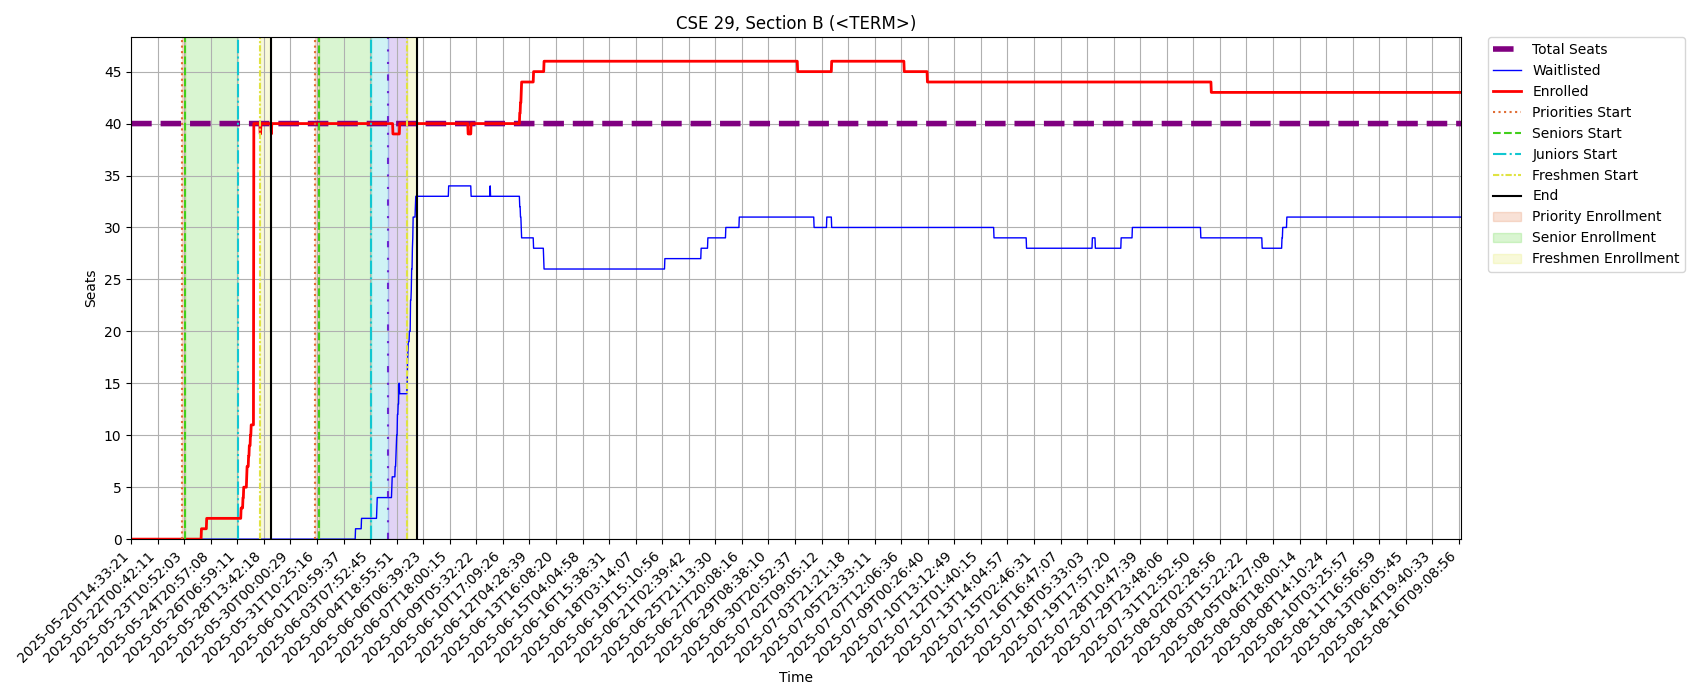 CSE 29, Section B (<TERM>)
Total Seats
Waitlisted
Enrolled
Priorities Start
Seniors Start
Juniors Start
Freshmen Start
End
Priority Enrollment
Senior Enrollment
Freshmen Enrollment
Seats
45
40
35
30
25
20
15
10
5
0
2025-05-20T14:33:21
2025-05-22T00:42:11
2025-05-23T10:52:03
2025-05-24T20:57:08
2025-05-26T06:59:11
2025-05-28T13:42:18
2025-05-30T00:00:29
2025-05-31T10:25:16
2025-06-01T20:59:37
2025-06-03T07:52:45
2025-06-04T18:55:51
2025-06-06T06:39:23
2025-06-07T18:00:15
2025-06-09T05:32:22
2025-06-10T17:09:26
2025-06-12T04:28:39
2025-06-13T16:08:20
2025-06-15T04:04:58
2025-06-16T15:38:31
2025-06-18T03:14:07
2025-06-19T15:10:56
2025-06-21T02:39:42
2025-06-25T21:13:30
2025-06-27T20:08:16
2025-06-29T08:38:10
2025-06-30T20:52:37
2025-07-02T09:05:12
2025-07-03T21:21:18
2025-07-05T23:33:11
2025-07-07T12:06:36
2025-07-09T00:26:40
2025-07-10T13:12:49
2025-07-12T01:40:15
2025-07-13T14:04:57
2025-07-15T02:46:31
2025-07-16T16:47:07
2025-07-18T05:33:03
2025-07-19T17:57:20
2025-07-28T10:47:39
2025-07-29T23:48:06
2025-07-31T12:52:50
2025-08-02T02:28:56
2025-08-03T15:22:22
2025-08-05T04:27:08
2025-08-06T18:00:14
2025-08-08T14:10:24
2025-08-10T03:25:57
2025-08-11T16:56:59
2025-08-13T06:05:45
2025-08-14T19:40:33
2025-08-16T09:08:56
Time